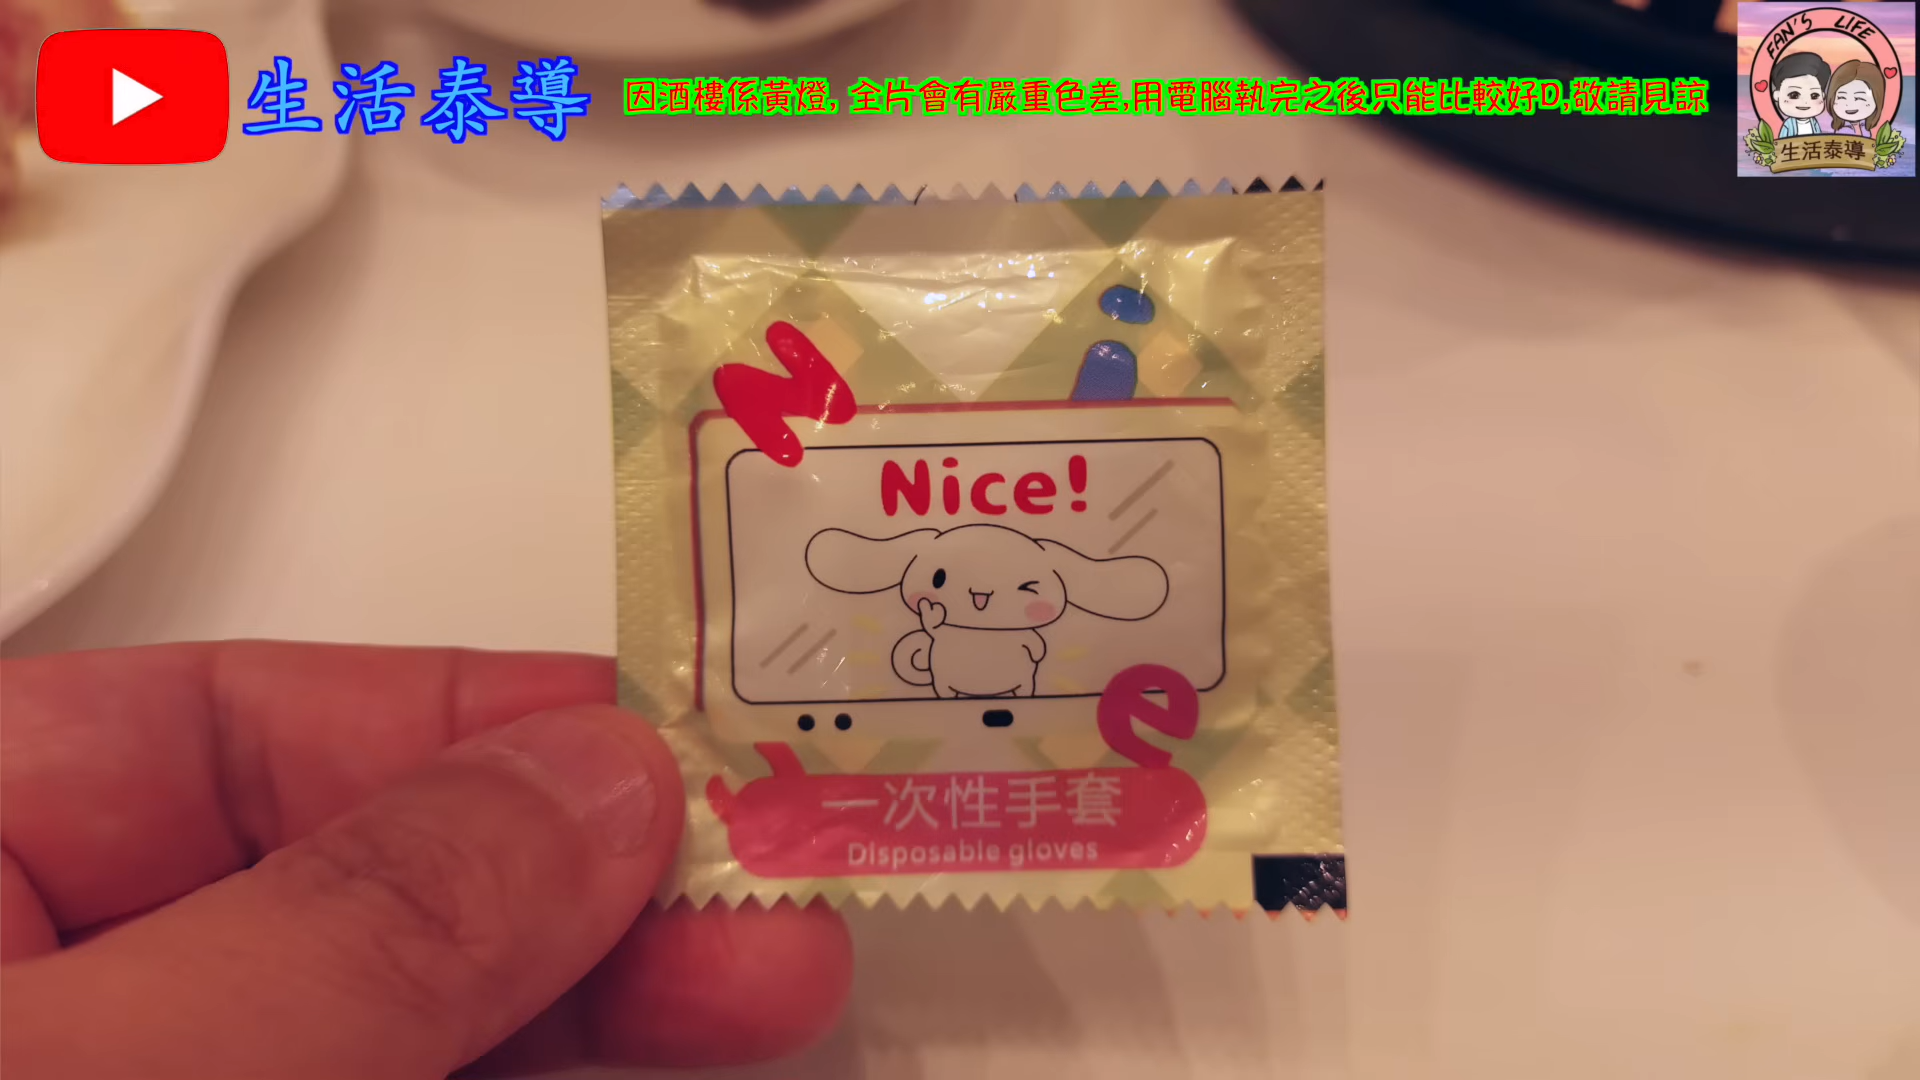 生活泰導
因酒樓係黃燈, 全片會有嚴重色差,用電腦執完之後只能比較好D,敬請見諒
FAN'S LIFE
生活泰導
N i
Nice!
e
一次性手套
Disposable gloves